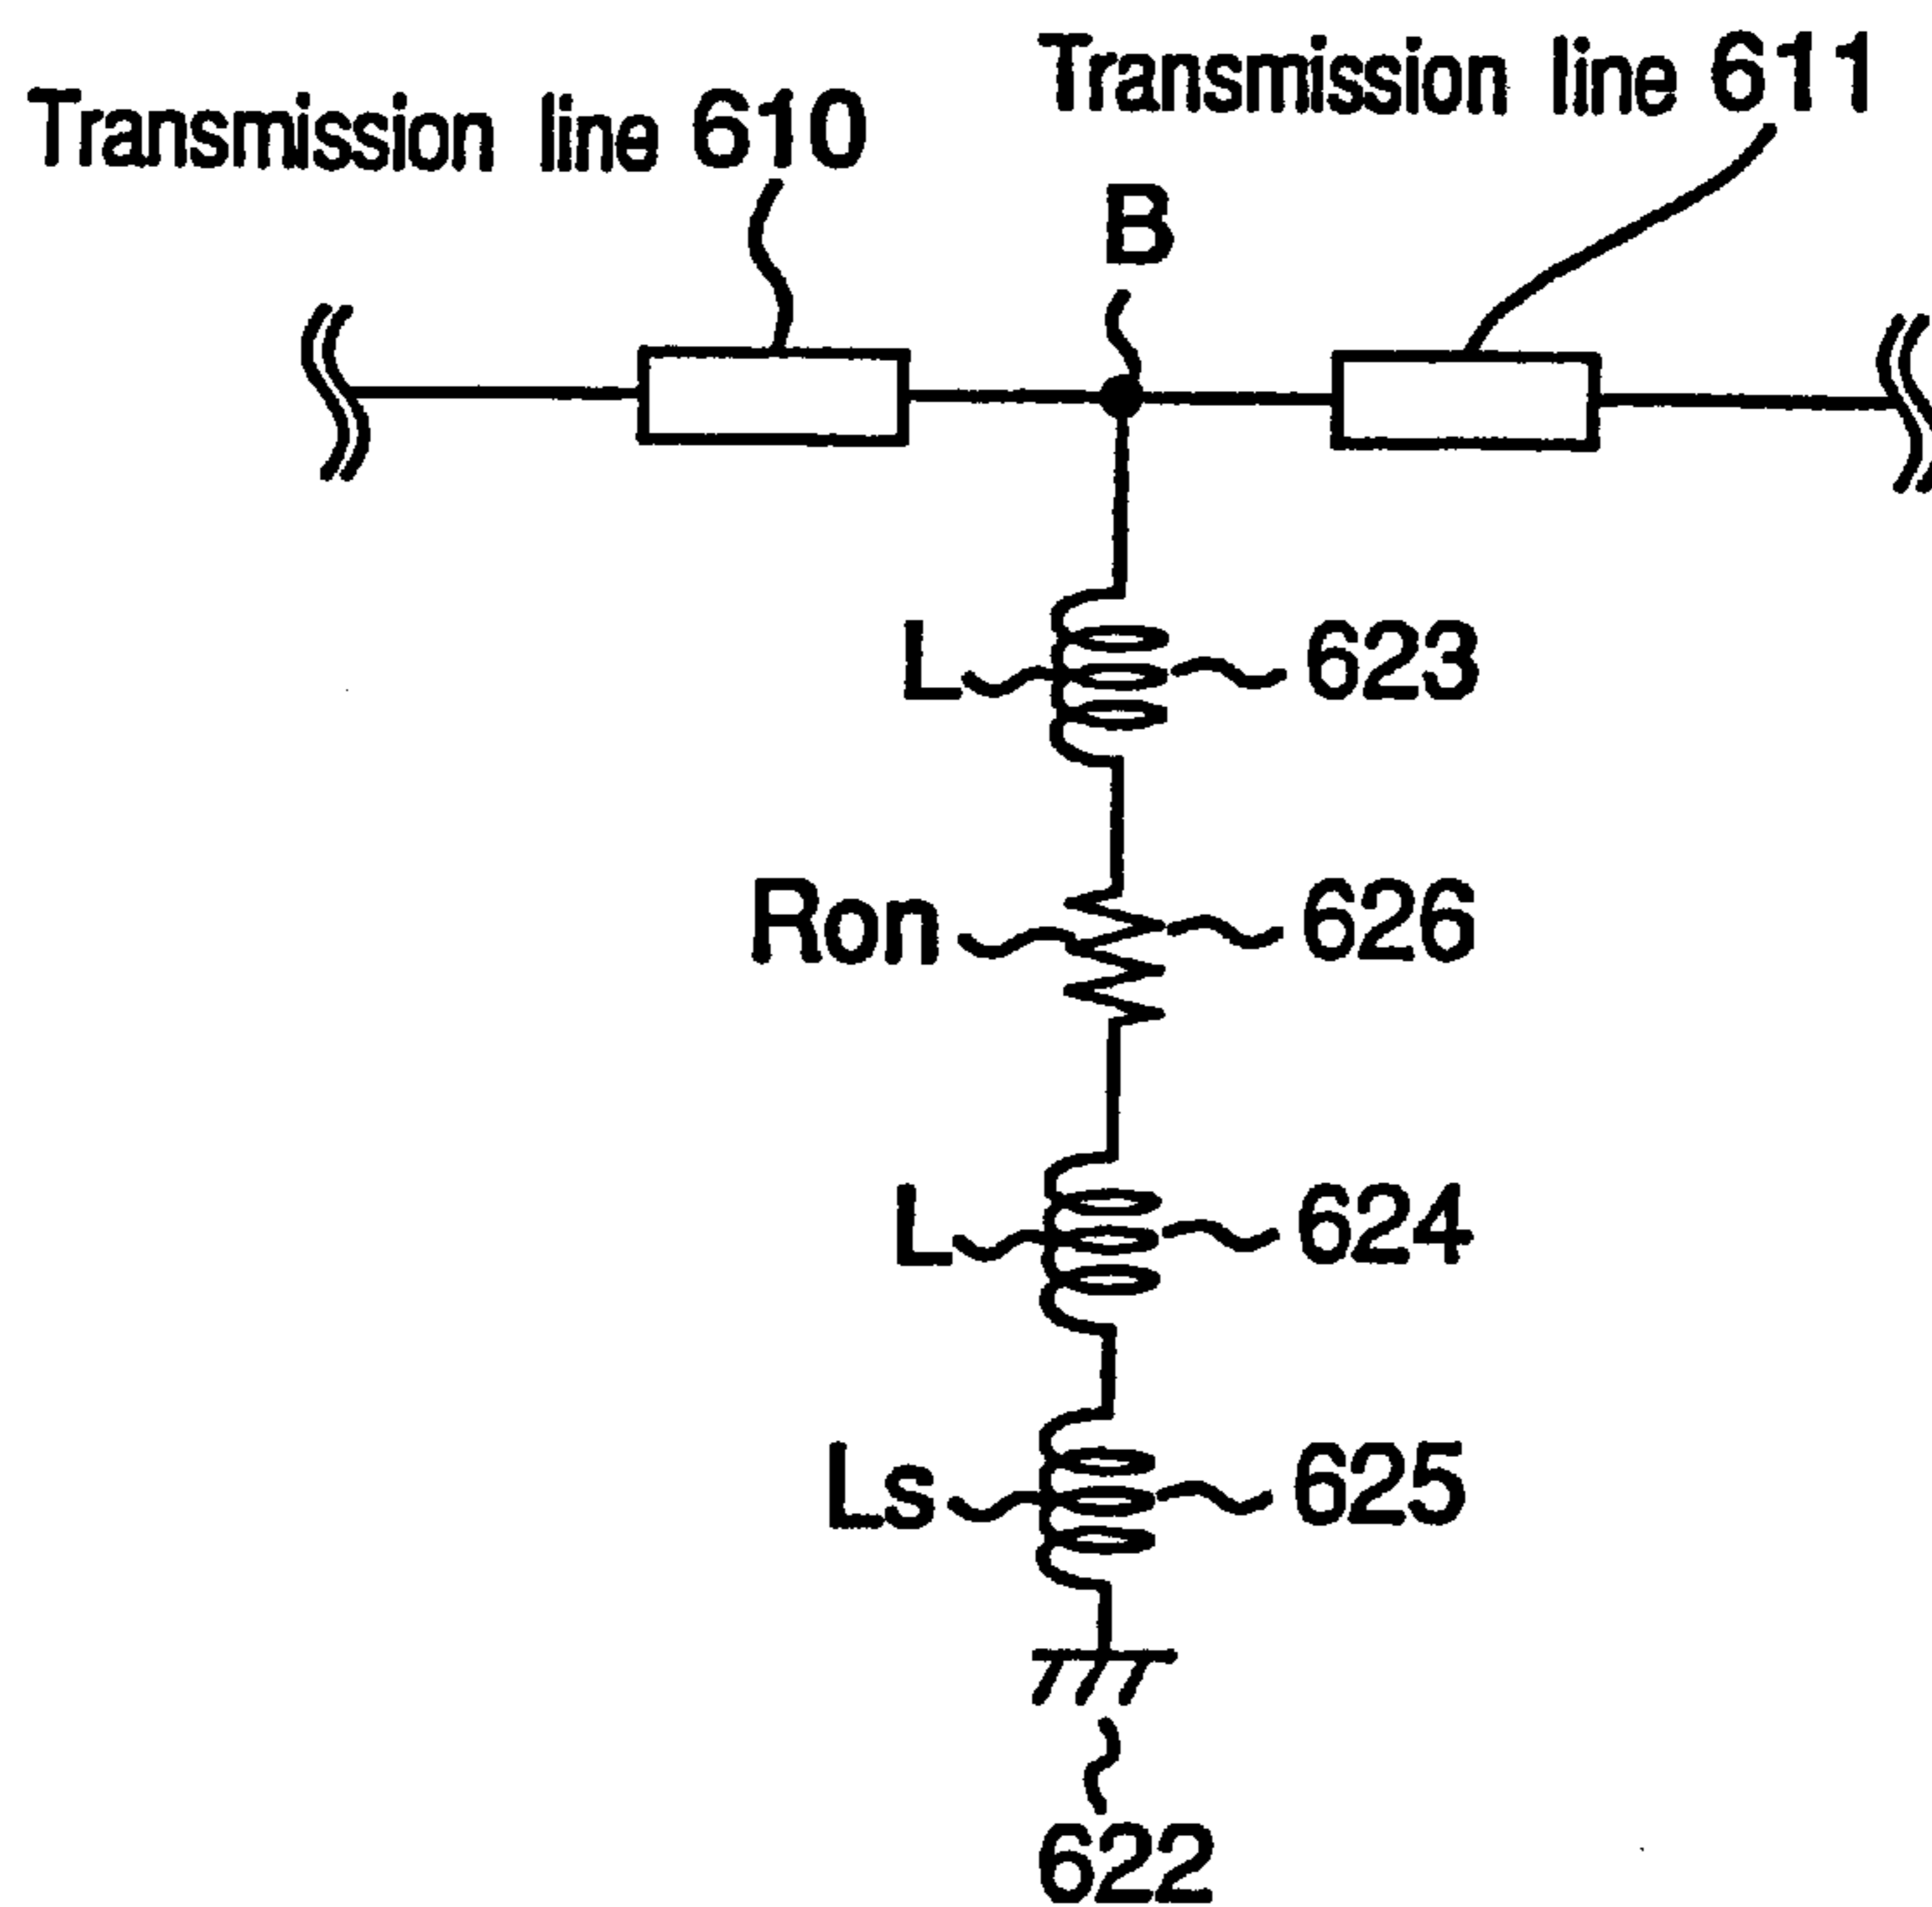 Transmission line 611
Transmission line 610
B
L 623
Ron 626
L 624
Ls 625
622